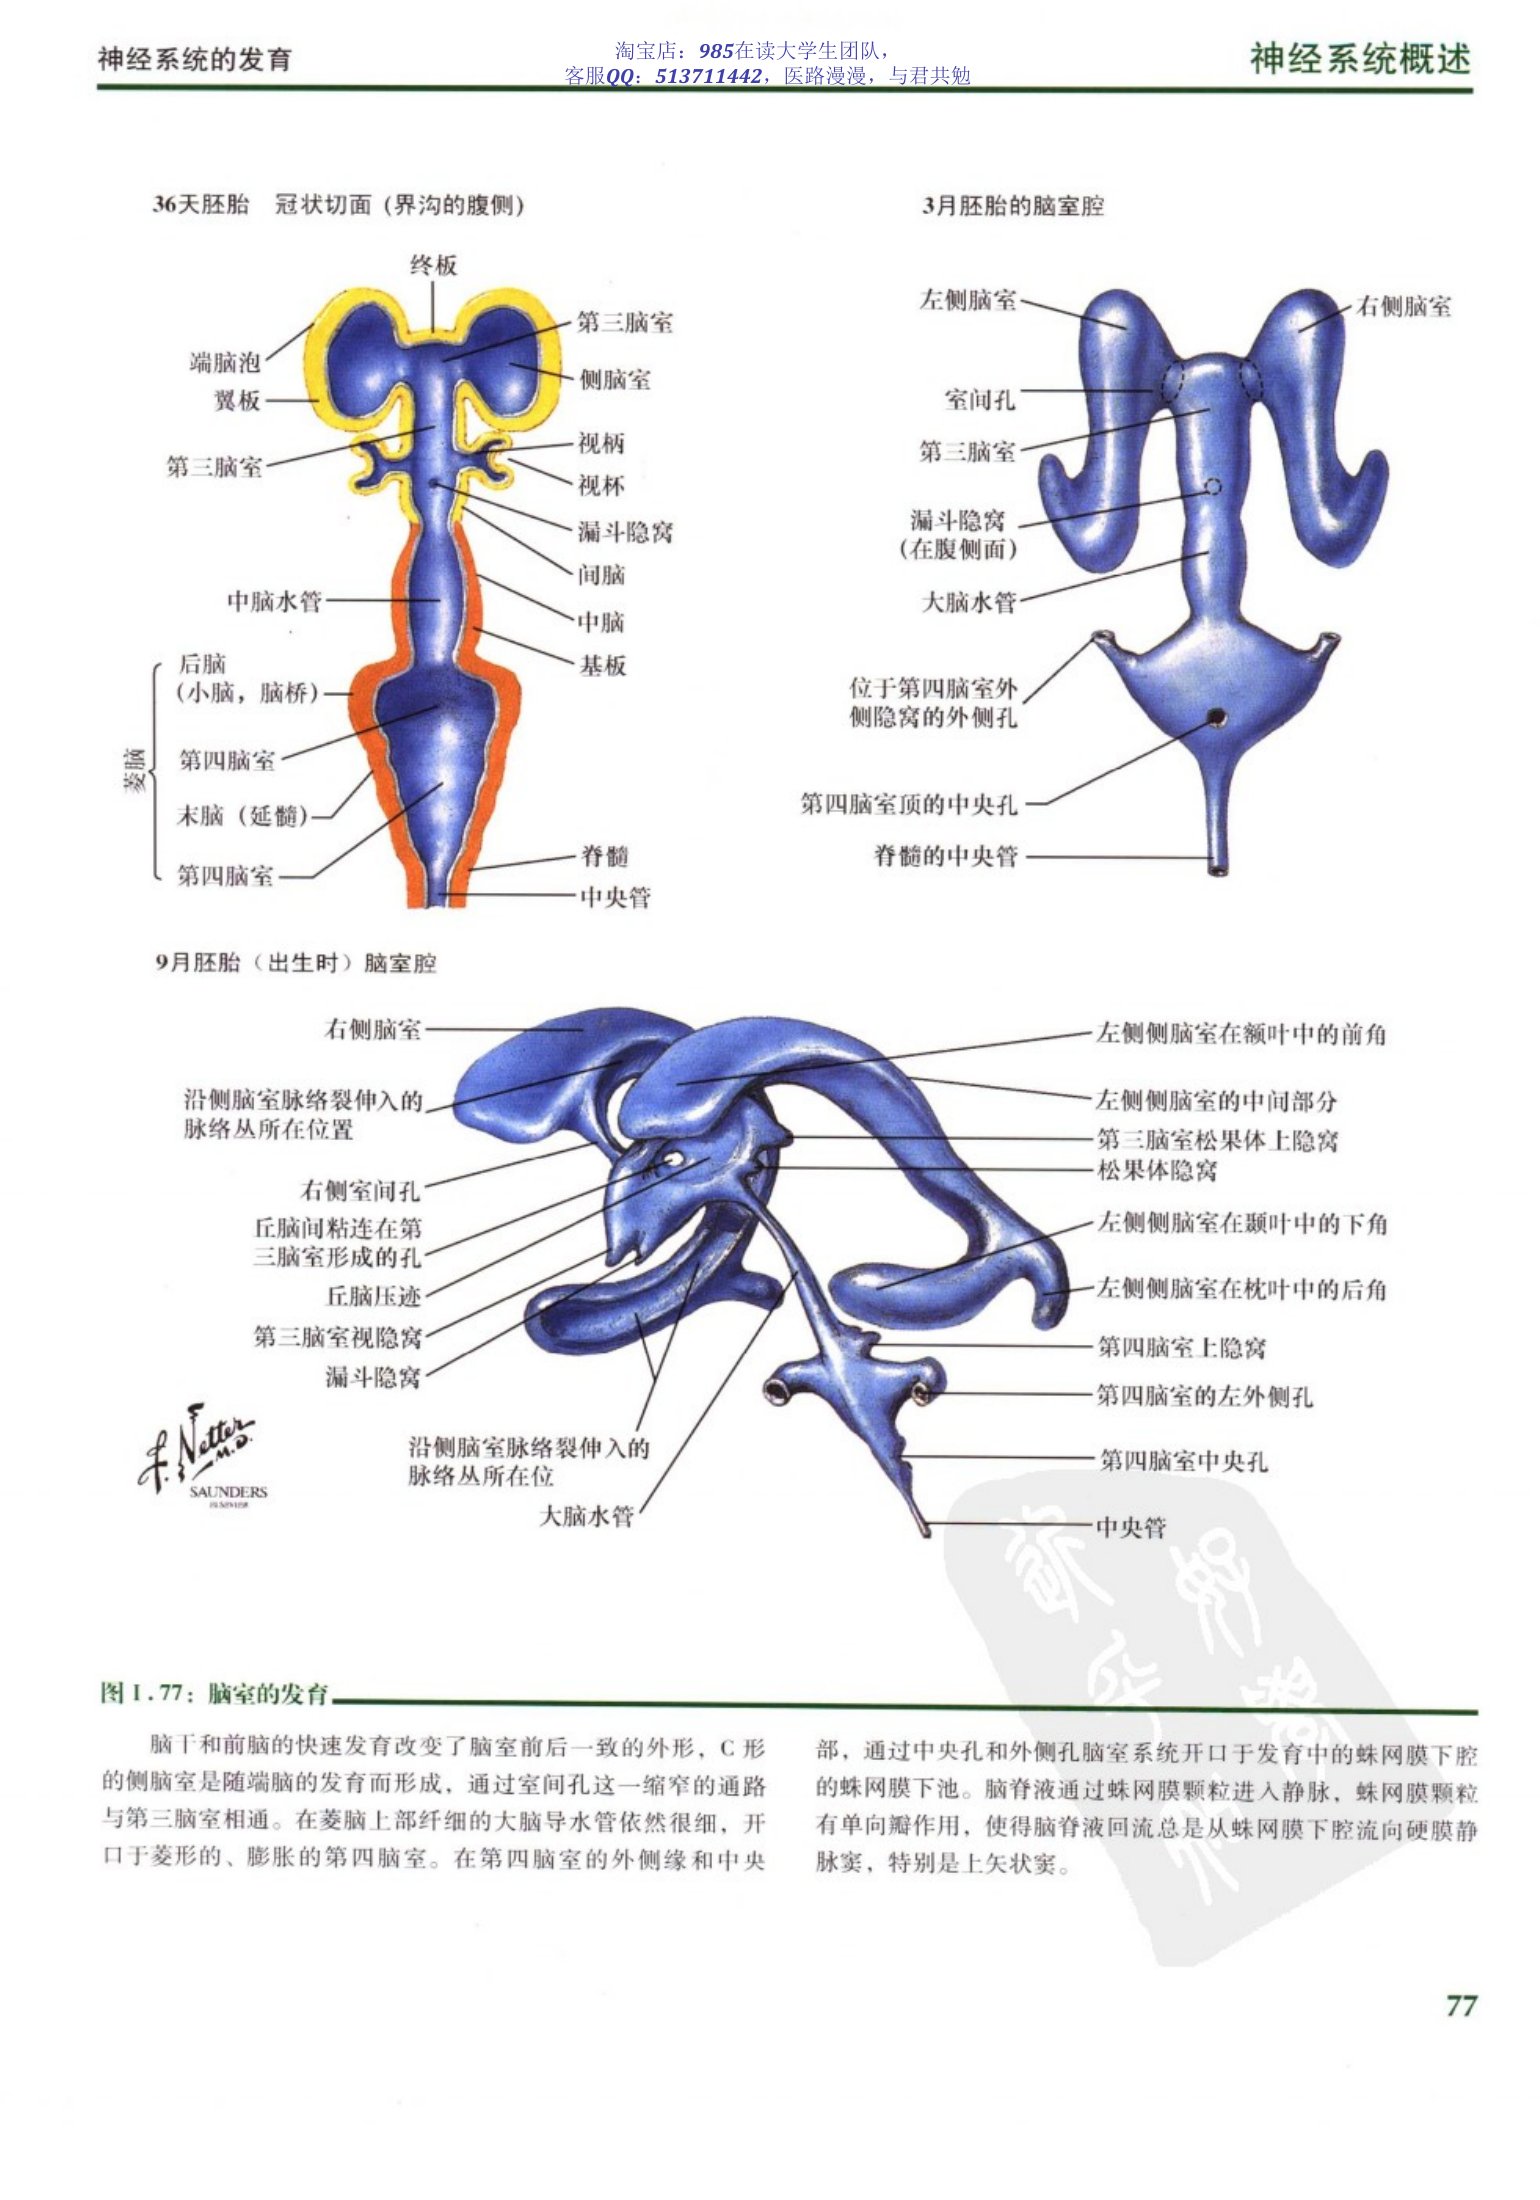 神经系统的发育
淘宝店：985在读大学生团队，
客服QQ：513711442，医路漫漫，与君共勉
神经系统概述
36天胚胎　冠状切面 (界沟的腹侧)
终板
端脑泡
翼板
第三脑室
中脑水管
后脑
(小脑，脑桥)
菱脑
第四脑室
末脑（延髓)
第四脑室
第三脑室
侧脑室
视柄
视杯
漏斗隐窝
间脑
中脑
基板
脊髓
中央管
3月胚胎的脑室腔
左侧脑室
右侧脑室
室间孔
第三脑室
漏斗隐窝
(在腹侧面)
大脑水管
位于第四脑室外
侧隐窝的外侧孔
第四脑室顶的中央孔
脊髓的中央管
9月胚胎（出生时）脑室腔
右侧脑室
沿侧脑室脉络裂伸入的
脉络丛所在位置
右侧室间孔
丘脑间粘连在第
三脑室形成的孔
丘脑压迹
第三脑室视隐窝
漏斗隐窝
沿侧脑室脉络裂伸入的
脉络丛所在位
大脑水管
左侧侧脑室在额叶中的前角
左侧侧脑室的中间部分
第三脑室松果体上隐窝
松果体隐窝
左侧侧脑室在颞叶中的下角
左侧侧脑室在枕叶中的后角
第四脑室上隐窝
第四脑室的左外侧孔
第四脑室中央孔
中央管
F. Netter
M.D.
SAUNDERS
ELSEVIER
图 I . 77：脑室的发育
脑干和前脑的快速发育改变了脑室前后一致的外形，C 形
的侧脑室是随端脑的发育而形成，通过室间孔这一缩窄的通路
与第三脑室相通。在菱脑上部纤细的大脑导水管依然很细，开
口于菱形的、膨胀的第四脑室。在第四脑室的外侧缘和中央
部，通过中央孔和外侧孔脑室系统开口于发育中的蛛网膜下腔
的蛛网膜下池。脑脊液通过蛛网膜颗粒进入静脉，蛛网膜颗粒
有单向瓣作用，使得脑脊液回流总是从蛛网膜下腔流向硬膜静
脉窦，特别是上矢状窦。
77